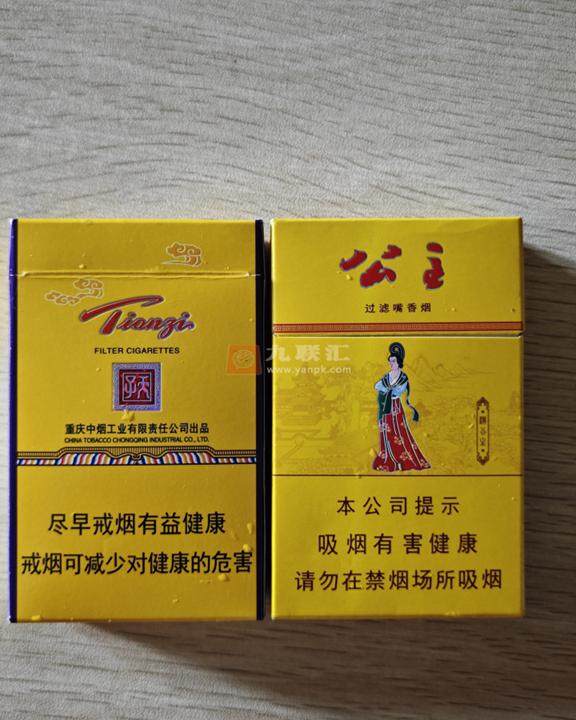 Tianzi
FILTER CIGARETTES
重庆中烟工业有限责任公司出品
CHINA TOBACCO CHONGQING INDUSTRIAL CO., LTD.
尽早戒烟有益健康
戒烟可减少对健康的危害
公主
过滤嘴香烟
本公司提示
吸烟有害健康
请勿在禁烟场所吸烟
九联汇
www.yanpk.com